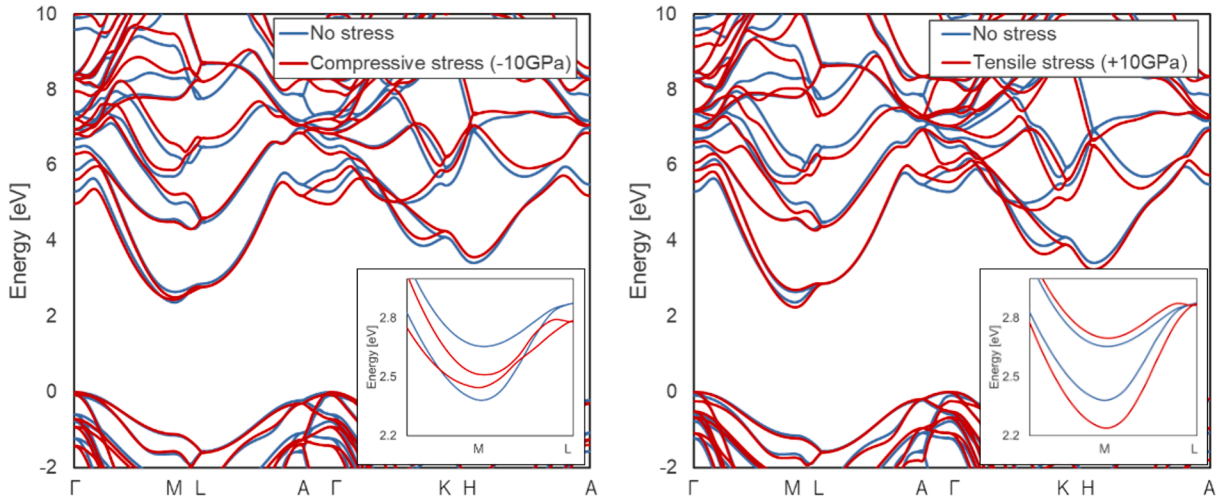 10
8
6
4
2
0
-2
Energy [eV]
No stress
Compressive stress (-10GPa)
2.8
2.5
2.2
Energy [eV]
M
L
Γ
M
L
A
Γ
K
H
A
10
8
6
4
2
0
-2
Energy [eV]
No stress
Tensile stress (+10GPa)
2.8
2.5
2.2
Energy [eV]
M
L
Γ
M
L
A
Γ
K
H
A